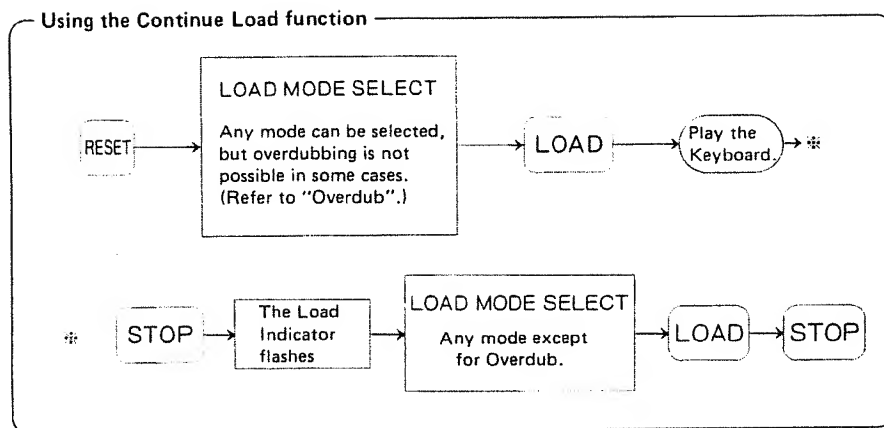 Using the Continue Load function
LOAD MODE SELECT
Any mode can be selected,
but overdubbing is not
possible in some cases.
(Refer to "Overdub".)
RESET
LOAD
Play the
Keyboard.
※
※
STOP
The Load
Indicator
flashes
LOAD MODE SELECT
Any mode except
for Overdub.
LOAD
STOP